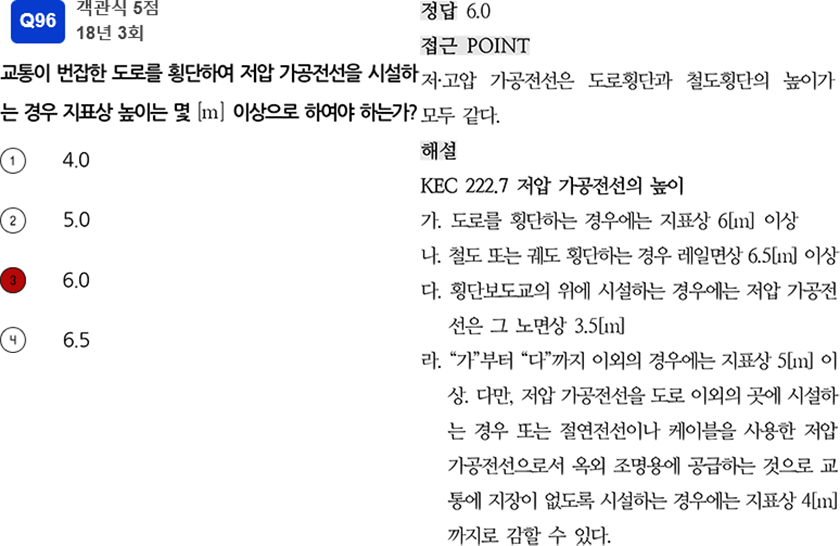 Q96
객관식 5점
18년 3회
교통이 번잡한 도로를 횡단하여 저압 가공전선을 시설하
는 경우 지표상 높이는 몇 [m] 이상으로 하여야 하는가?
1 4.0
2 5.0
3 6.0
4 6.5
정답 6.0
접근 POINT
저·고압 가공전선은 도로횡단과 철도횡단의 높이가
모두 같다.
해설
KEC 222.7 저압 가공전선의 높이
가. 도로를 횡단하는 경우에는 지표상 6[m] 이상
나. 철도 또는 궤도 횡단하는 경우 레일면상 6.5[m] 이상
다. 횡단보도교의 위에 시설하는 경우에는 저압 가공전
선은 그 노면상 3.5[m]
라. “가”부터 “다”까지 이외의 경우에는 지표상 5[m] 이
상. 다만, 저압 가공전선을 도로 이외의 곳에 시설하
는 경우 또는 절연전선이나 케이블을 사용한 저압
가공전선으로서 옥외 조명용에 공급하는 것으로 교
통에 지장이 없도록 시설하는 경우에는 지표상 4[m]
까지로 감할 수 있다.